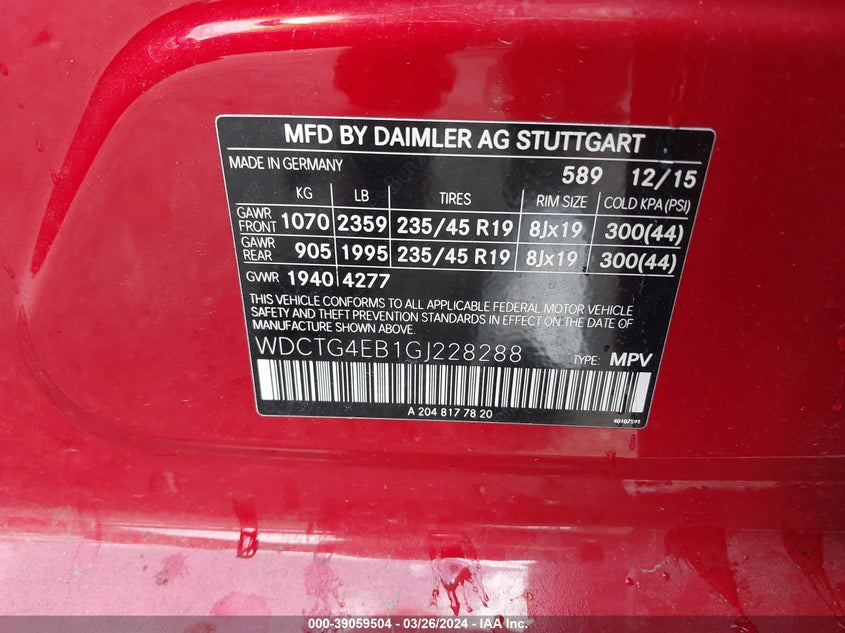 MFD BY DAIMLER AG STUTTGART
MADE IN GERMANY 589 12/15
KG LB TIRES RIM SIZE COLD KPA (PSI)
GAWR FRONT 1070 2359 235/45 R19 8Jx19 300(44)
GAWR REAR 905 1995 235/45 R19 8Jx19 300(44)
GVWR 1940 4277
THIS VEHICLE CONFORMS TO ALL APPLICABLE FEDERAL MOTOR VEHICLE
SAFETY AND THEFT PREVENTION STANDARDS IN EFFECT ON THE DATE OF
MANUFACTURE SHOWN ABOVE.
WDCTG4EB1GJ228288 TYPE: MPV
A 204 817 78 20 40107591
000-39059504 - 03/26/2024 - IAA Inc.